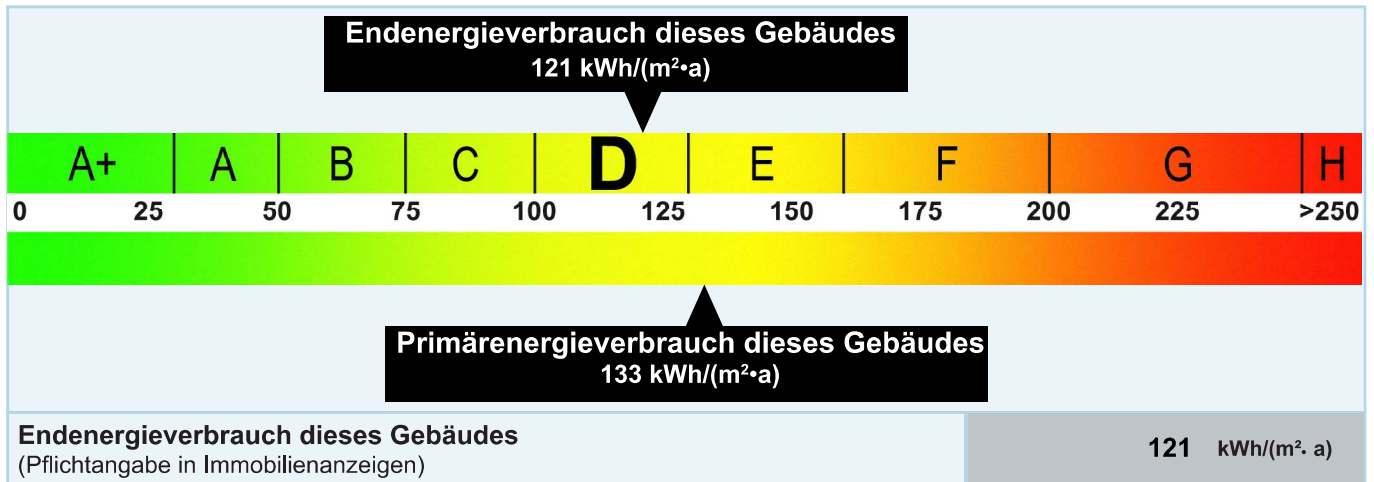 Endenergieverbrauch dieses Gebäudes
121 kWh/(m²•a)
A+ A B C D E F G H
0 25 50 75 100 125 150 175 200 225 >250
Primärenergieverbrauch dieses Gebäudes
133 kWh/(m²•a)
Endenergieverbrauch dieses Gebäudes
(Pflichtangabe in Immobilienanzeigen)
121 kWh/(m²• a)